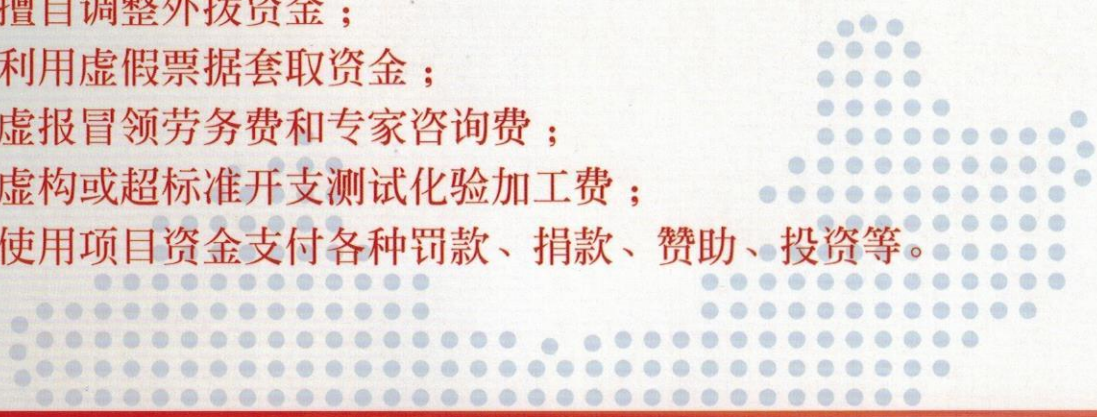 擅自调整外拨资金；
利用虚假票据套取资金；
虚报冒领劳务费和专家咨询费；
虚构或超标准开支测试化验加工费；
使用项目资金支付各种罚款、捐款、赞助、投资等。